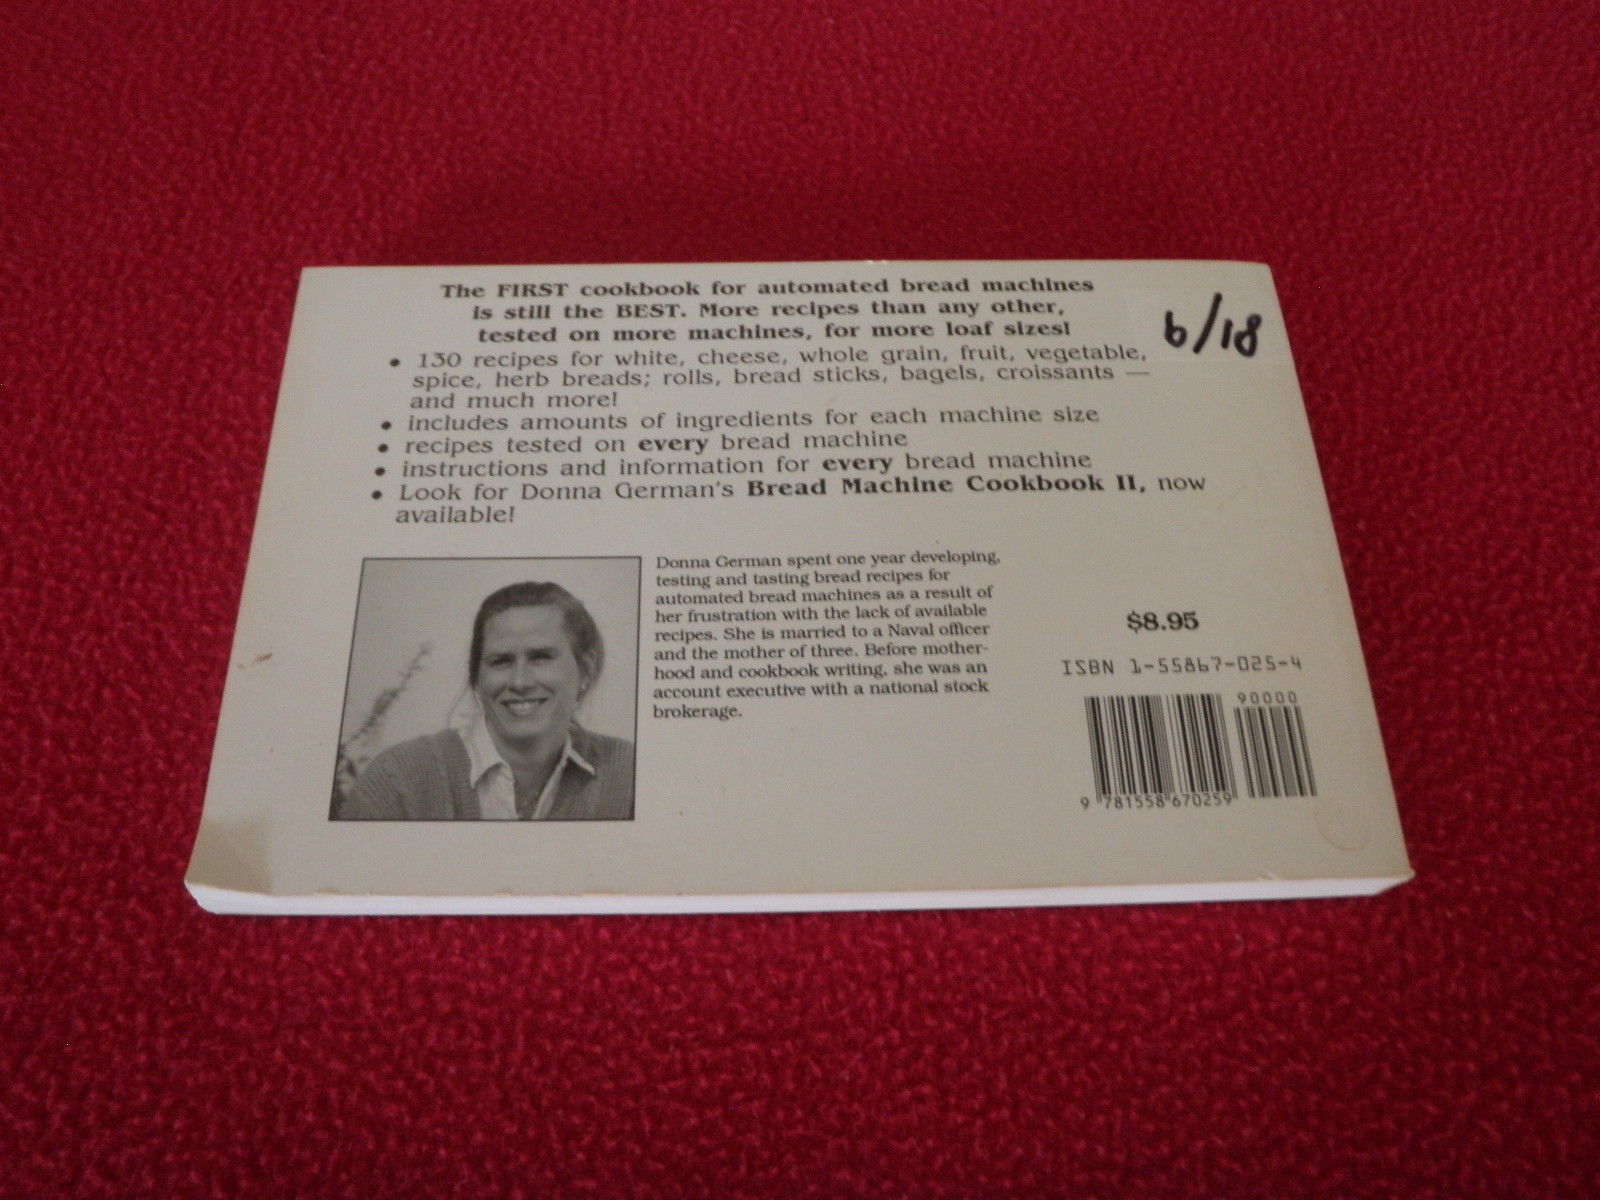 The FIRST cookbook for automated bread machines
is still the BEST. More recipes than any other,
tested on more machines, for more loaf sizes!
6/18
• 130 recipes for white, cheese, whole grain, fruit, vegetable,
spice, herb breads; rolls, bread sticks, bagels, croissants —
and much more!
• includes amounts of ingredients for each machine size
• recipes tested on every bread machine
• instructions and information for every bread machine
• Look for Donna German's Bread Machine Cookbook II, now
available!
Donna German spent one year developing,
testing and tasting bread recipes for
automated bread machines as a result of
her frustration with the lack of available
recipes. She is married to a Naval officer
and the mother of three. Before mother-
hood and cookbook writing, she was an
account executive with a national stock
brokerage.
$8.95
ISBN 1-55867-025-4
90000
9 781558 670259